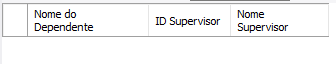 Nome do
Dependente
ID Supervisor
Nome
Supervisor